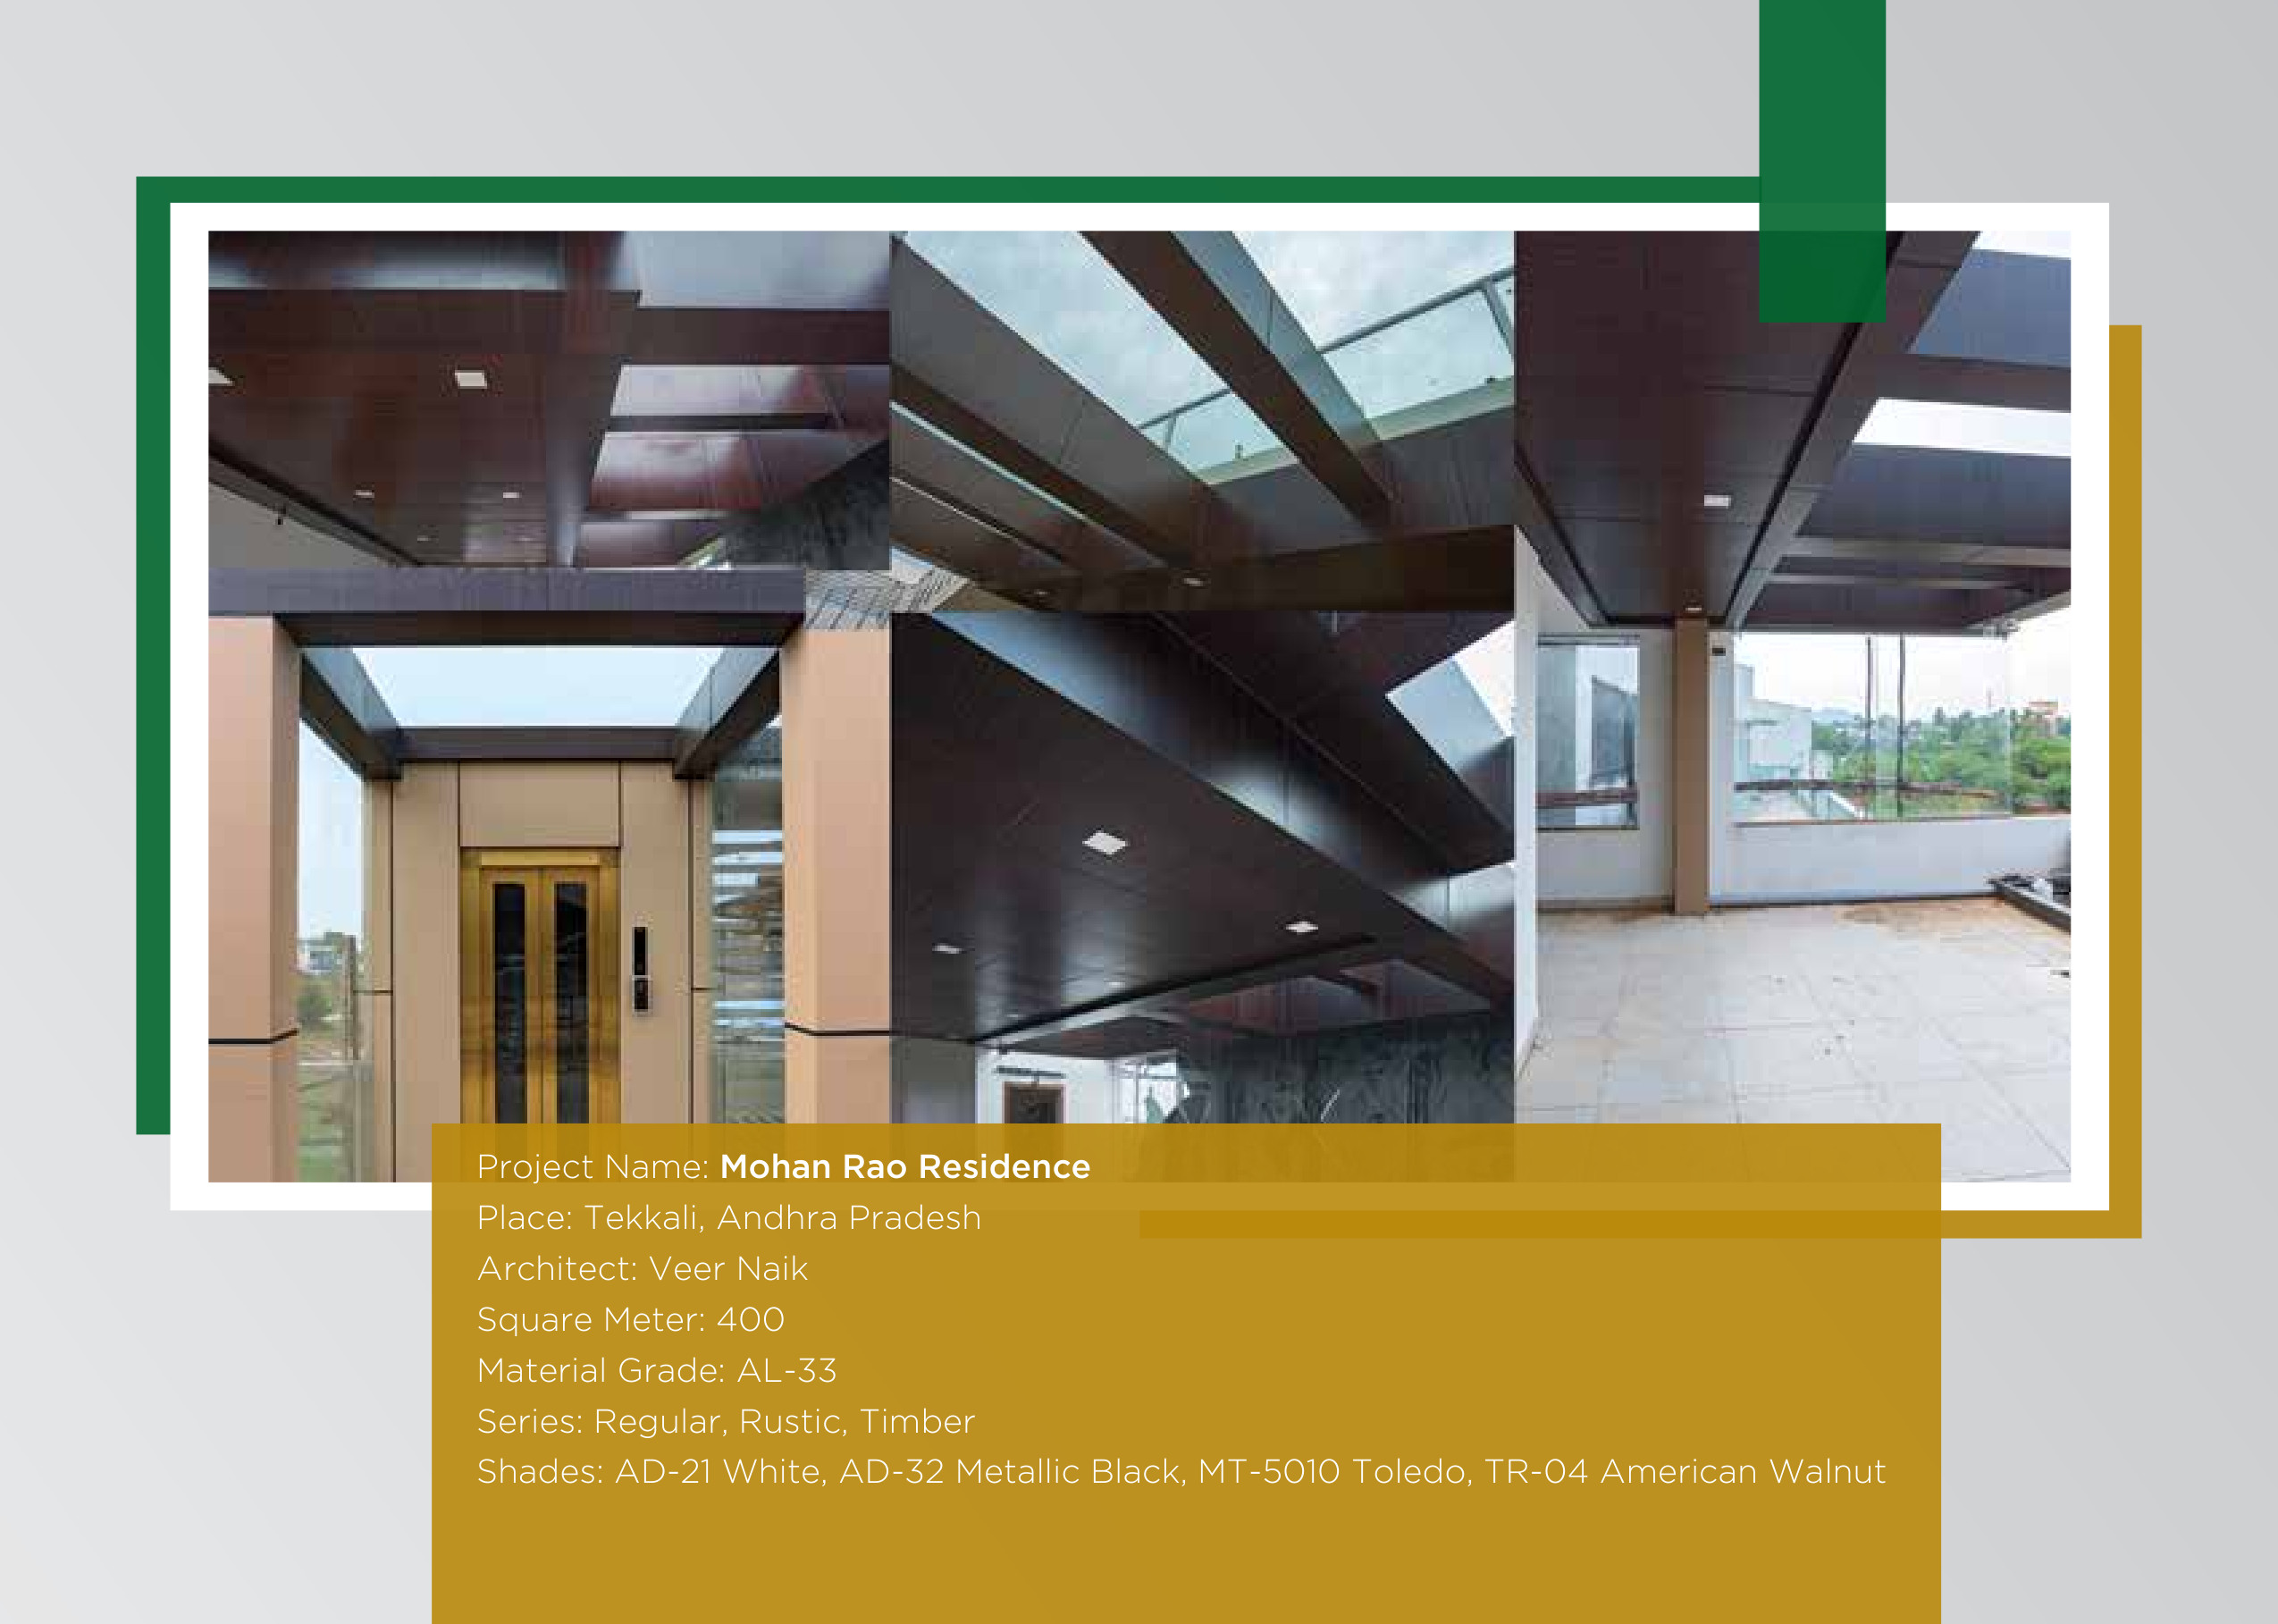 Project Name: Mohan Rao Residence
Place: Tekkali, Andhra Pradesh
Architect: Veer Naik
Square Meter: 400
Material Grade: AL-33
Series: Regular, Rustic, Timber
Shades: AD-21 White, AD-32 Metallic Black, MT-5010 Toledo, TR-04 American Walnut